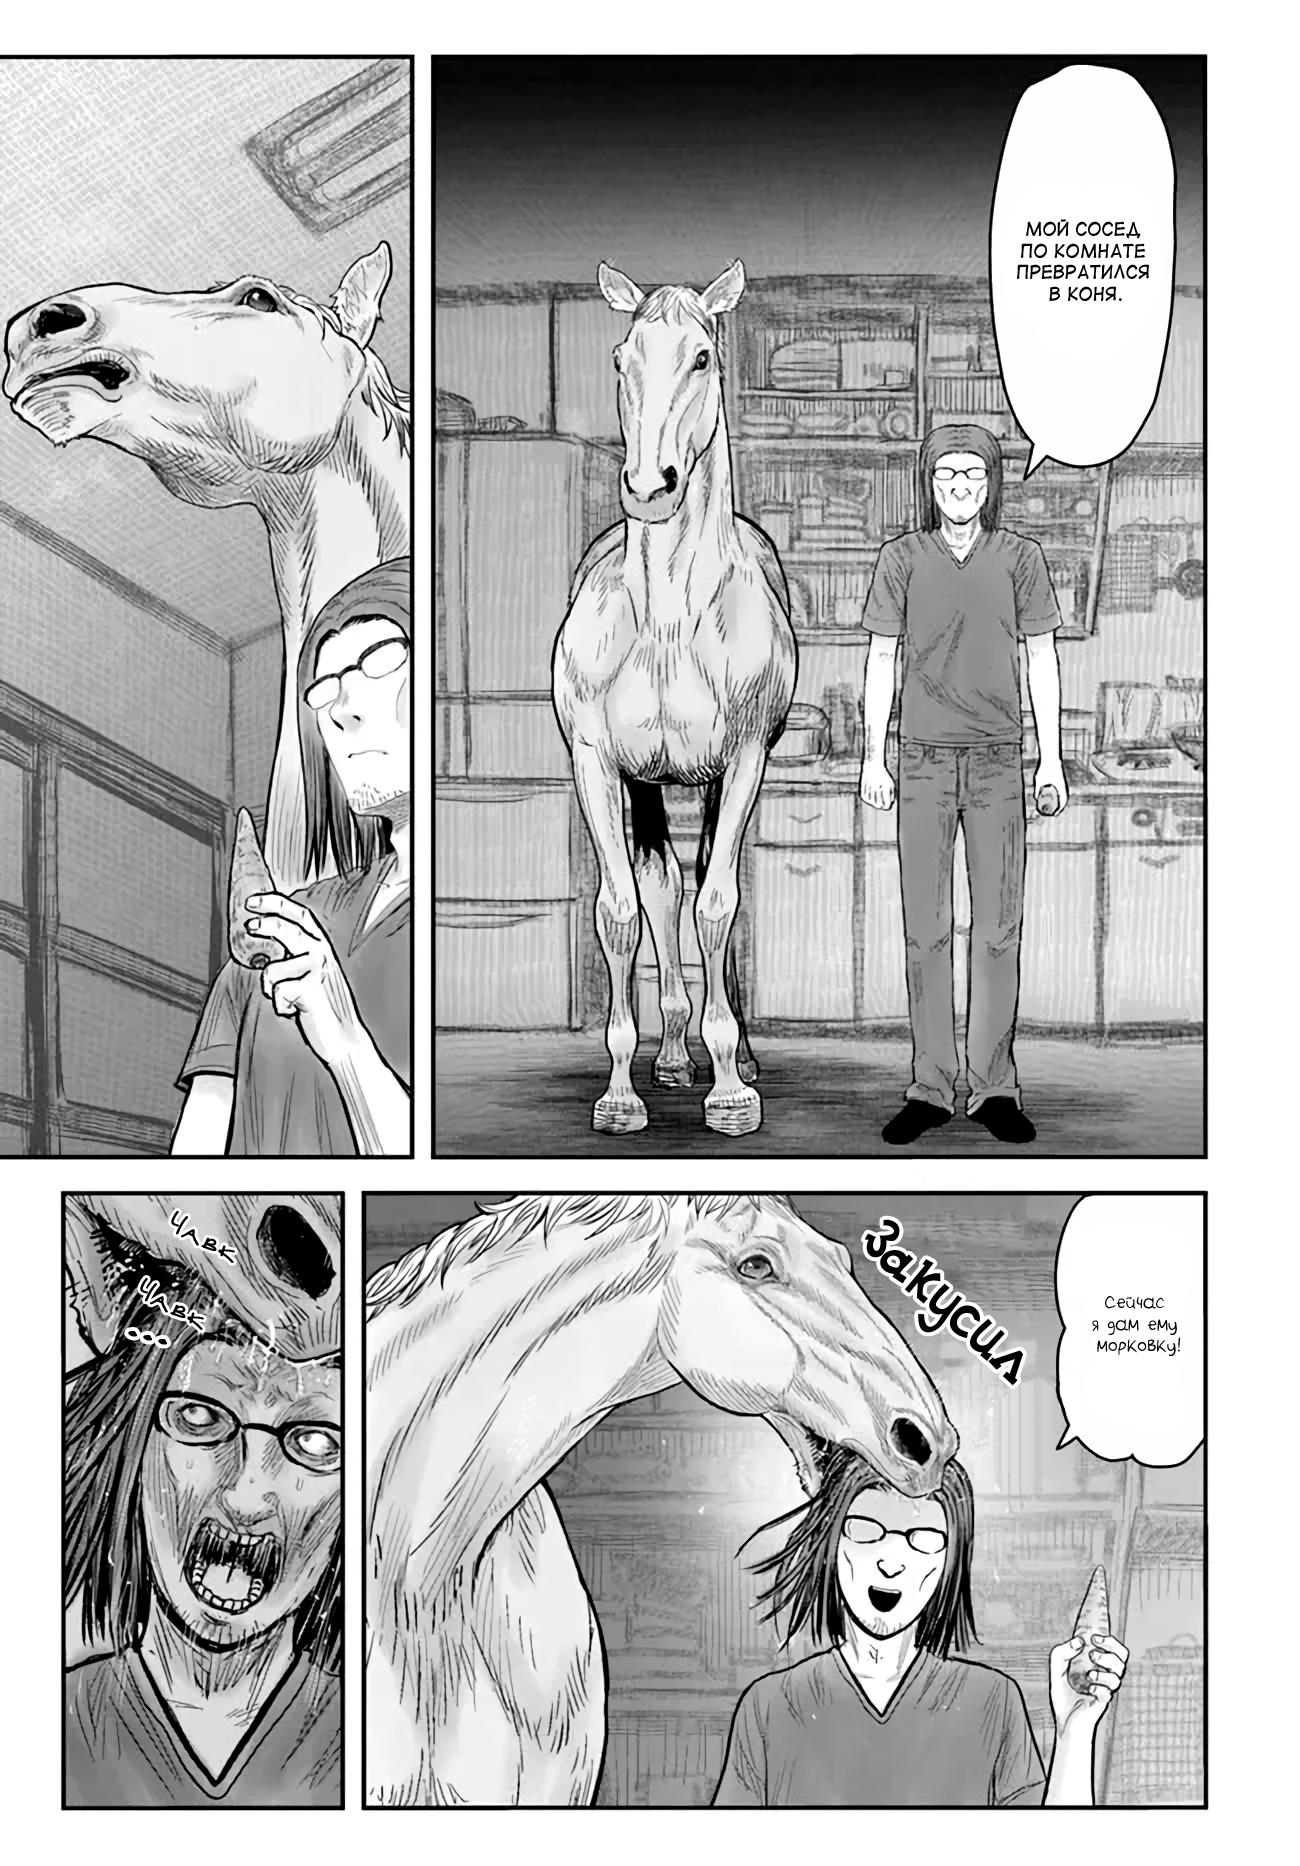 МОЙ СОСЕД
ПО КОМНАТЕ
ПРЕВРАТИЛСЯ
В КОНЯ.
Сейчас
я дам ему
морковку!
Закусил
Чавк
Чавк
...